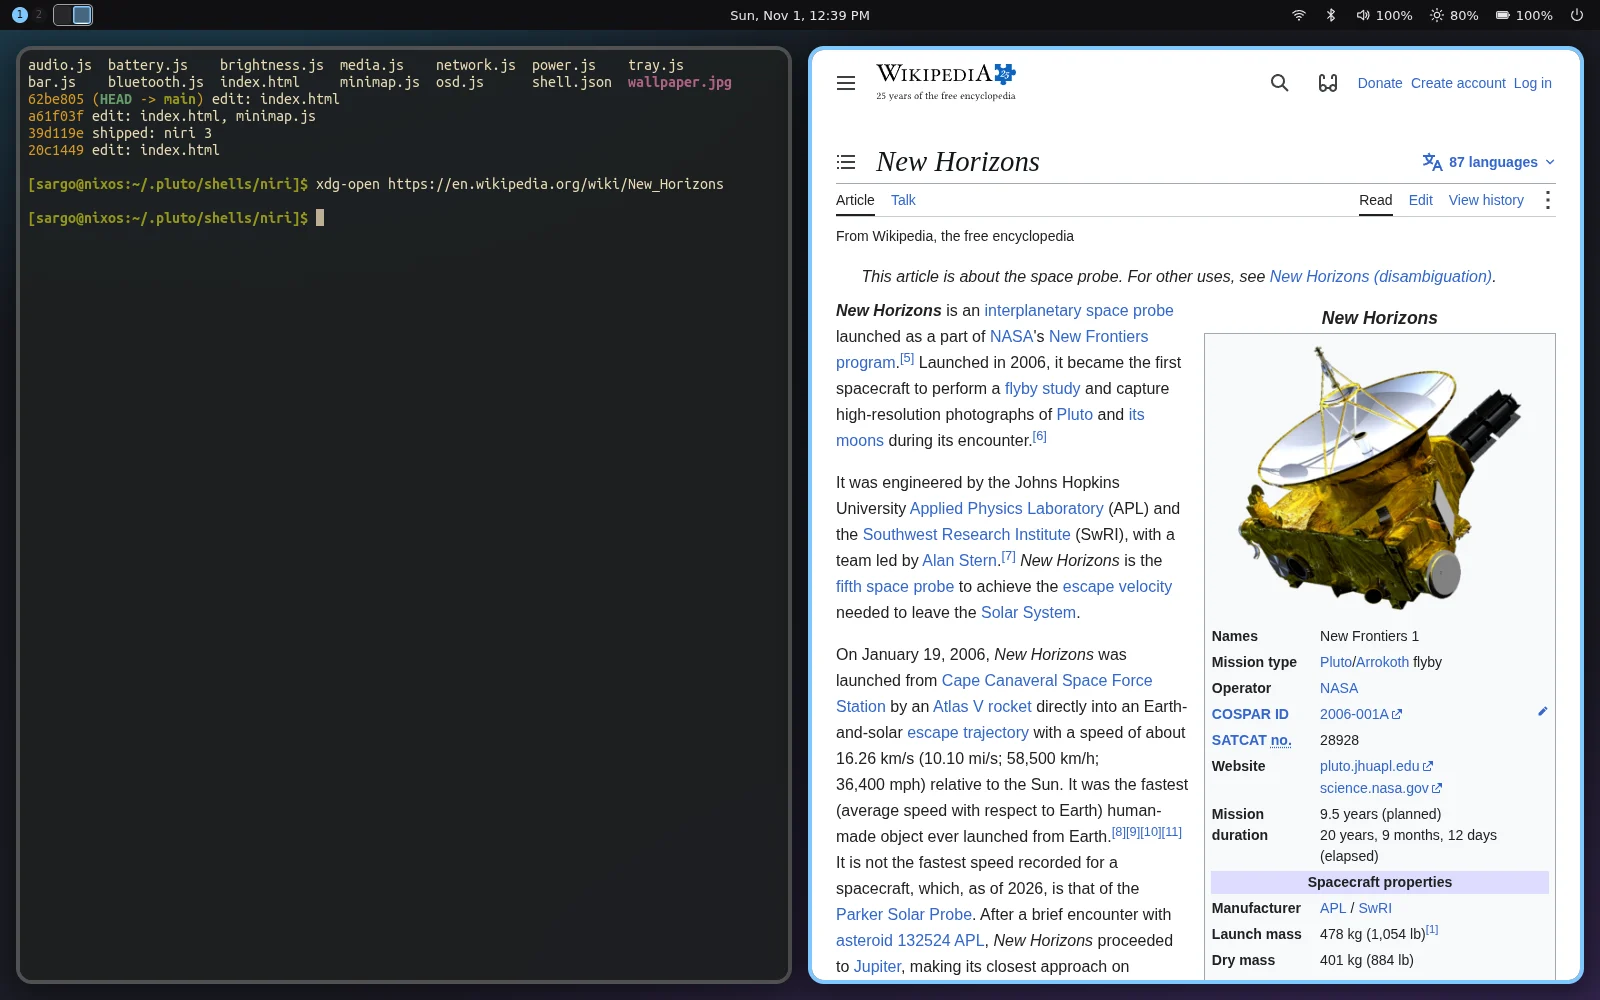 1 2
Sun, Nov 1, 12:39 PM
100% 80% 100%
audio.js battery.js brightness.js media.js network.js power.js tray.js
bar.js bluetooth.js index.html minimap.js osd.js shell.json wallpaper.jpg
62be805 (HEAD -> main) edit: index.html
a61f03f edit: index.html, minimap.js
39d119e shipped: niri 3
20c1449 edit: index.html
[sargo@nixos:~/.pluto/shells/niri]$ xdg-open https://en.wikipedia.org/wiki/New_Horizons
[sargo@nixos:~/.pluto/shells/niri]$
WIKIPEDIA 25
25 years of the free encyclopedia
Donate Create account Log in
New Horizons
87 languages
Article Talk
Read Edit View history
From Wikipedia, the free encyclopedia
This article is about the space probe. For other uses, see New Horizons (disambiguation).
New Horizons is an interplanetary space probe
launched as a part of NASA's New Frontiers
program.[5] Launched in 2006, it became the first
spacecraft to perform a flyby study and capture
high-resolution photographs of Pluto and its
moons during its encounter.[6]
It was engineered by the Johns Hopkins
University Applied Physics Laboratory (APL) and
the Southwest Research Institute (SwRI), with a
team led by Alan Stern.[7] New Horizons is the
fifth space probe to achieve the escape velocity
needed to leave the Solar System.
On January 19, 2006, New Horizons was
launched from Cape Canaveral Space Force
Station by an Atlas V rocket directly into an Earth-
and-solar escape trajectory with a speed of about
16.26 km/s (10.10 mi/s; 58,500 km/h;
36,400 mph) relative to the Sun. It was the fastest
(average speed with respect to Earth) human-
made object ever launched from Earth.[8][9][10][11]
It is not the fastest speed recorded for a
spacecraft, which, as of 2026, is that of the
Parker Solar Probe. After a brief encounter with
asteroid 132524 APL, New Horizons proceeded
to Jupiter, making its closest approach on
New Horizons
Names New Frontiers 1
Mission type Pluto/Arrokoth flyby
Operator NASA
COSPAR ID 2006-001A
SATCAT no. 28928
Website pluto.jhuapl.edu
science.nasa.gov
Mission 9.5 years (planned)
duration 20 years, 9 months, 12 days
(elapsed)
Spacecraft properties
Manufacturer APL / SwRI
Launch mass 478 kg (1,054 lb)[1]
Dry mass 401 kg (884 lb)